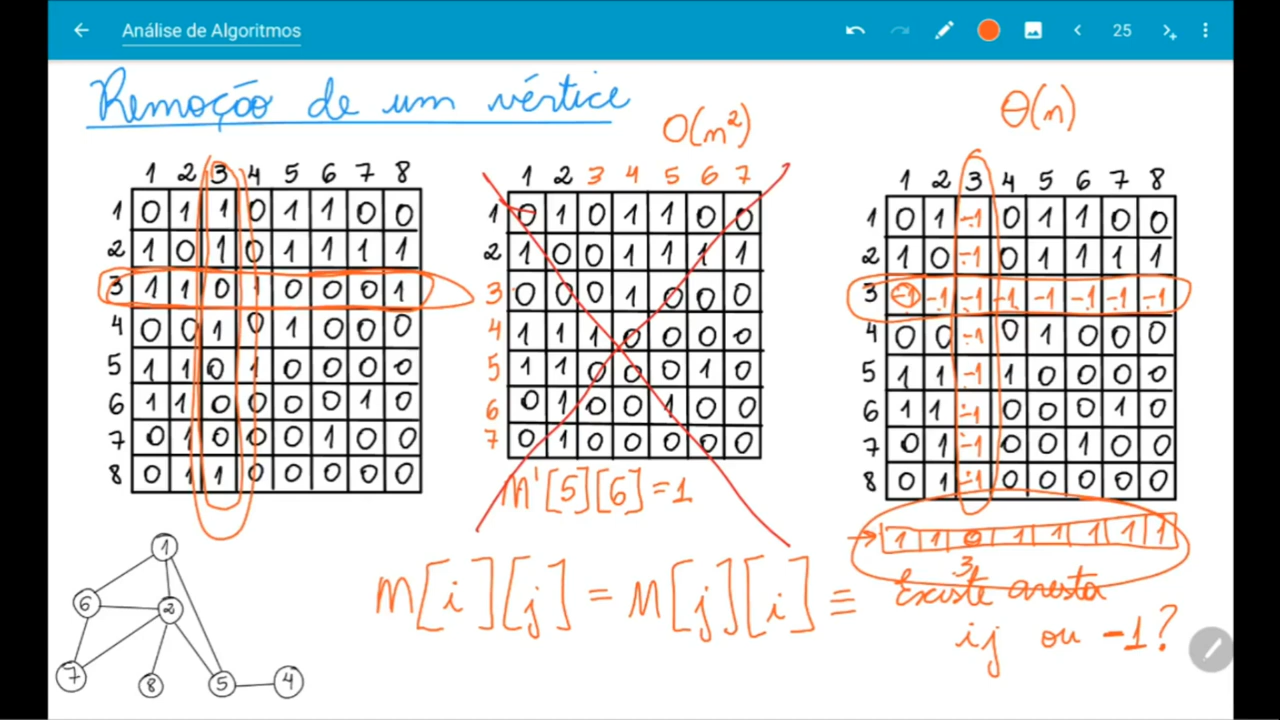 Análise de Algoritmos
25
Remoção de um vértice
O(n²)
Θ(n)
1 2 3 4 5 6 7 8
1 0 1 1 0 1 1 0 0
2 1 0 1 0 1 1 1 1
3 1 1 0 1 0 0 0 1
4 0 0 1 0 1 0 0 0
5 1 1 0 1 0 0 0 0
6 1 1 0 0 0 0 1 0
7 0 1 0 0 0 1 0 0
8 0 1 1 0 0 0 0 0
1 2 3 4 5 6 7
1 0 1 0 1 1 0 0
2 1 0 0 1 1 1 1
3 0 0 0 1 0 0 0
4 1 1 1 0 0 0 0
5 1 1 0 0 0 1 0
6 0 1 0 0 1 0 0
7 0 1 0 0 0 0 0
M'[5][6]=1
1 2 3 4 5 6 7 8
1 0 1 -1 0 1 1 0 0
2 1 0 -1 0 1 1 1 1
3 -1 -1 -1 -1 -1 -1 -1 -1
4 0 0 -1 0 1 0 0 0
5 1 1 -1 1 0 0 0 0
6 1 1 -1 0 0 0 1 0
7 0 1 -1 0 0 1 0 0
8 0 1 -1 0 0 0 0 0
1 1 0 1 1 1 1 1
3
M[i][j] = M[j][i] ≡ Existe aresta
ij ou -1?
1
6 2
7 8 5 4